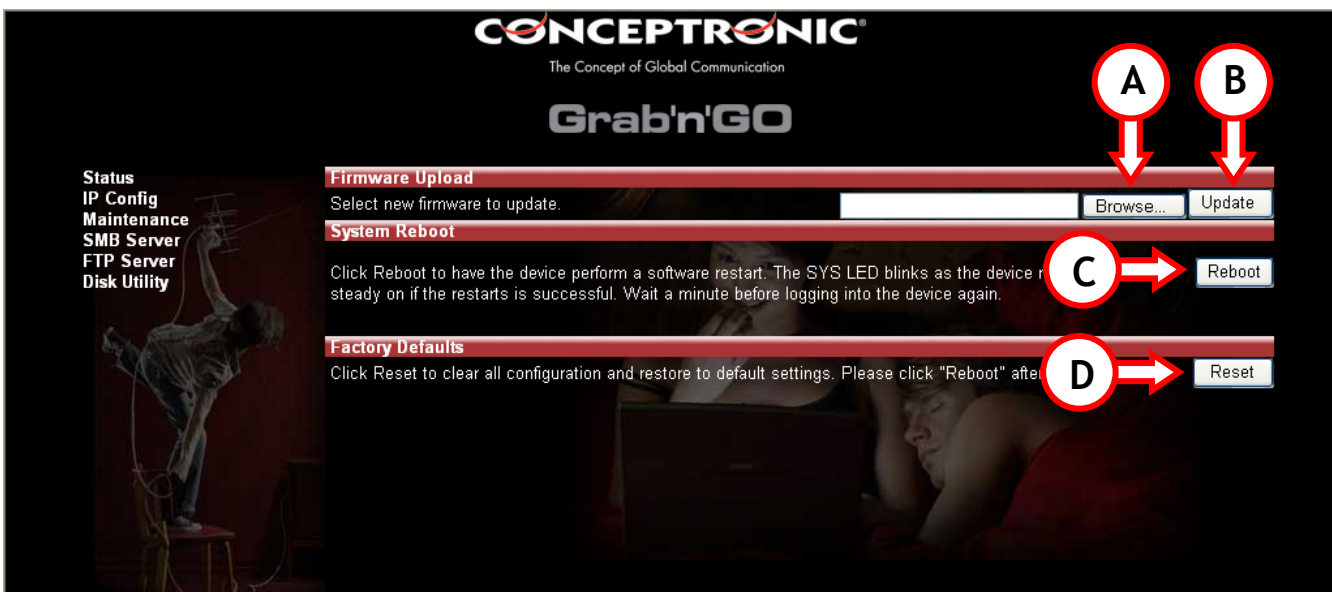 CONCEPTRONIC®
The Concept of Global Communication
Grab'n'GO
A
B
Status
IP Config
Maintenance
SMB Server
FTP Server
Disk Utility
Firmware Upload
Select new firmware to update.
Browse...
Update
System Reboot
Click Reboot to have the device perform a software restart. The SYS LED blinks as the device
steady on if the restarts is successful. Wait a minute before logging into the device again.
C
Reboot
Factory Defaults
Click Reset to clear all configuration and restore to default settings. Please click "Reboot"
D
Reset